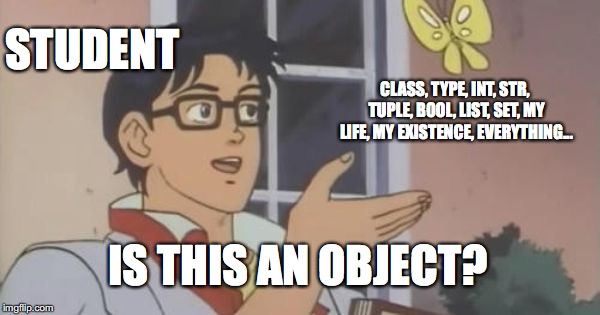 STUDENT
CLASS, TYPE, INT, STR,
TUPLE, BOOL, LIST, SET, MY
LIFE, MY EXISTENCE, EVERYTHING...
IS THIS AN OBJECT?
imgflip.com